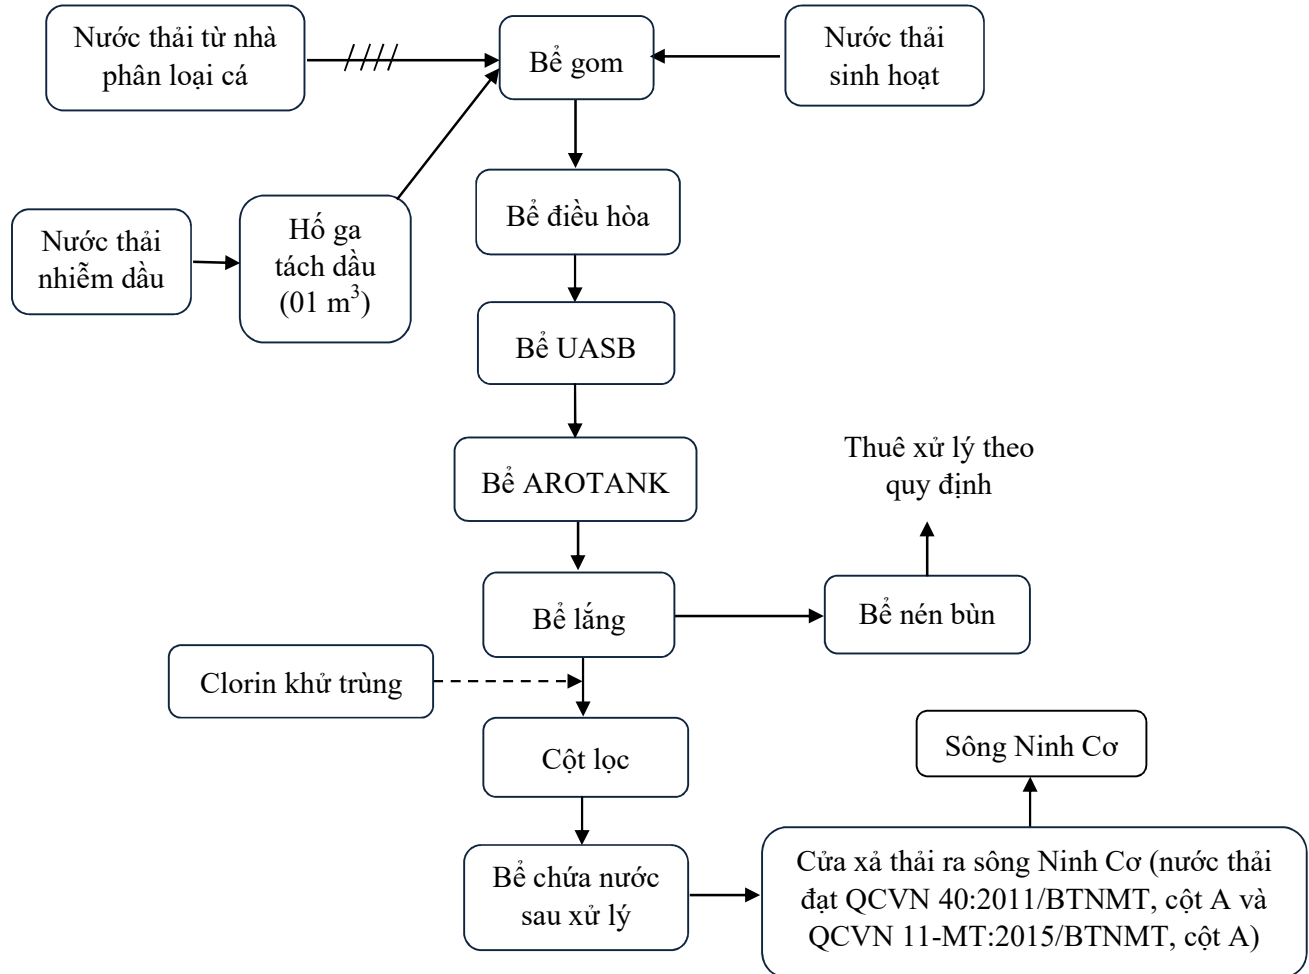 Nước thải từ nhà
phân loại cá
Bể gom
Nước thải
sinh hoạt
Bể điều hòa
Nước thải
nhiễm dầu
Hố ga
tách dầu
(01 m³)
Bể UASB
Bể AROTANK
Thuê xử lý theo
quy định
Bể lắng
Bể nén bùn
Clorin khử trùng
Cột lọc
Sông Ninh Cơ
Bể chứa nước
sau xử lý
Cửa xả thải ra sông Ninh Cơ (nước thải
đạt QCVN 40:2011/BTNMT, cột A và
QCVN 11-MT:2015/BTNMT, cột A)